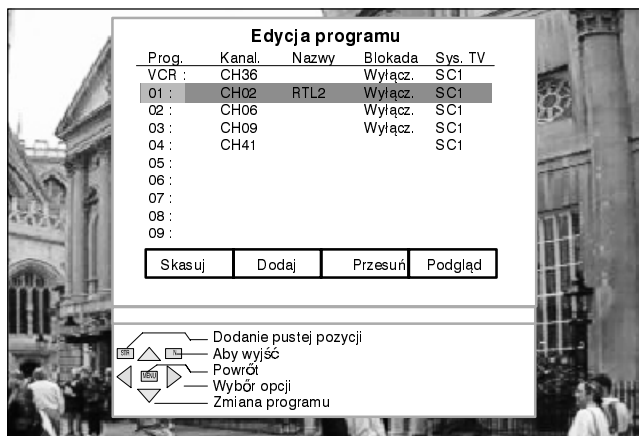 Edycja programu
Prog. Kanal. Nazwy Blokada Sys. TV
VCR : CH36 Wyłącz. SC1
01 : CH02 RTL2 Wyłącz. SC1
02 : CH06 Wyłącz. SC1
03 : CH09 Wyłącz. SC1
04 : CH41 SC1
05 :
06 :
07 :
08 :
09 :
Skasuj Dodaj Przesuń Podgląd
Dodanie pustej pozycji
STR N Aby wyjść
Powrót
MENU
Wybór opcji
Zmiana programu